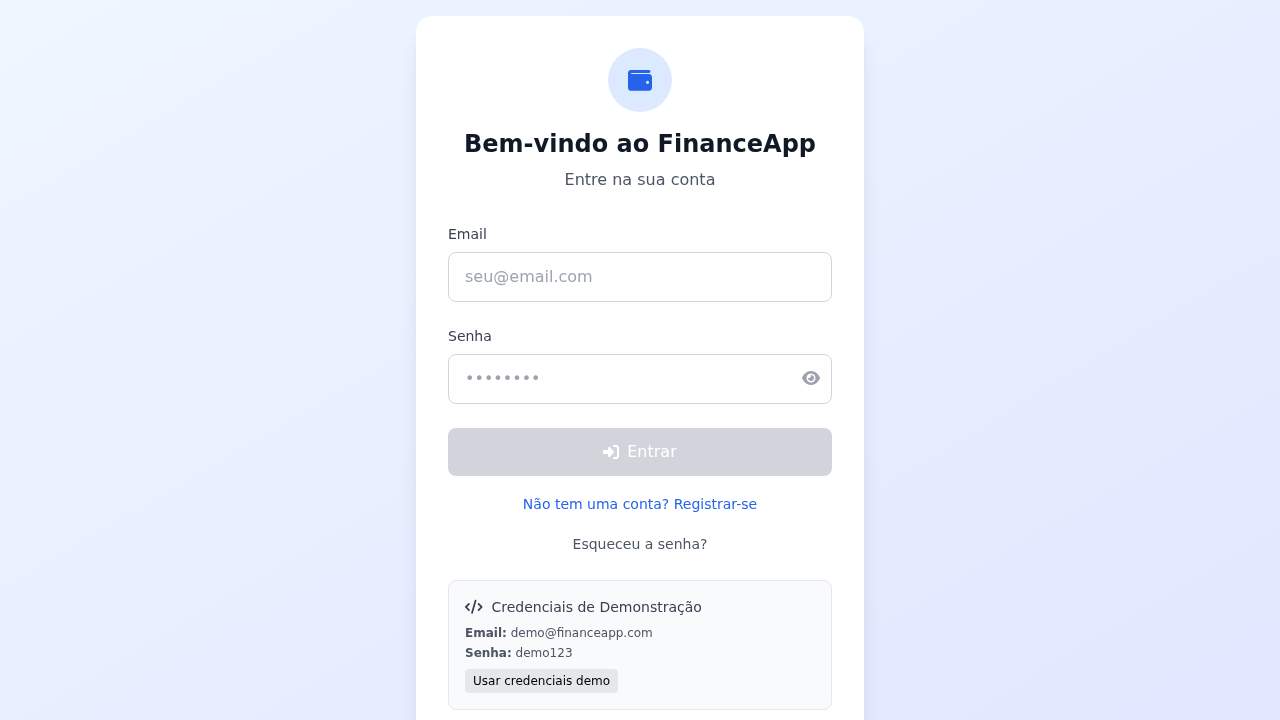 Bem-vindo ao FinanceApp
Entre na sua conta
Email
seu@email.com
Senha
••••••••
Entrar
Não tem uma conta? Registrar-se
Esqueceu a senha?
Credenciais de Demonstração
Email: demo@financeapp.com
Senha: demo123
Usar credenciais demo